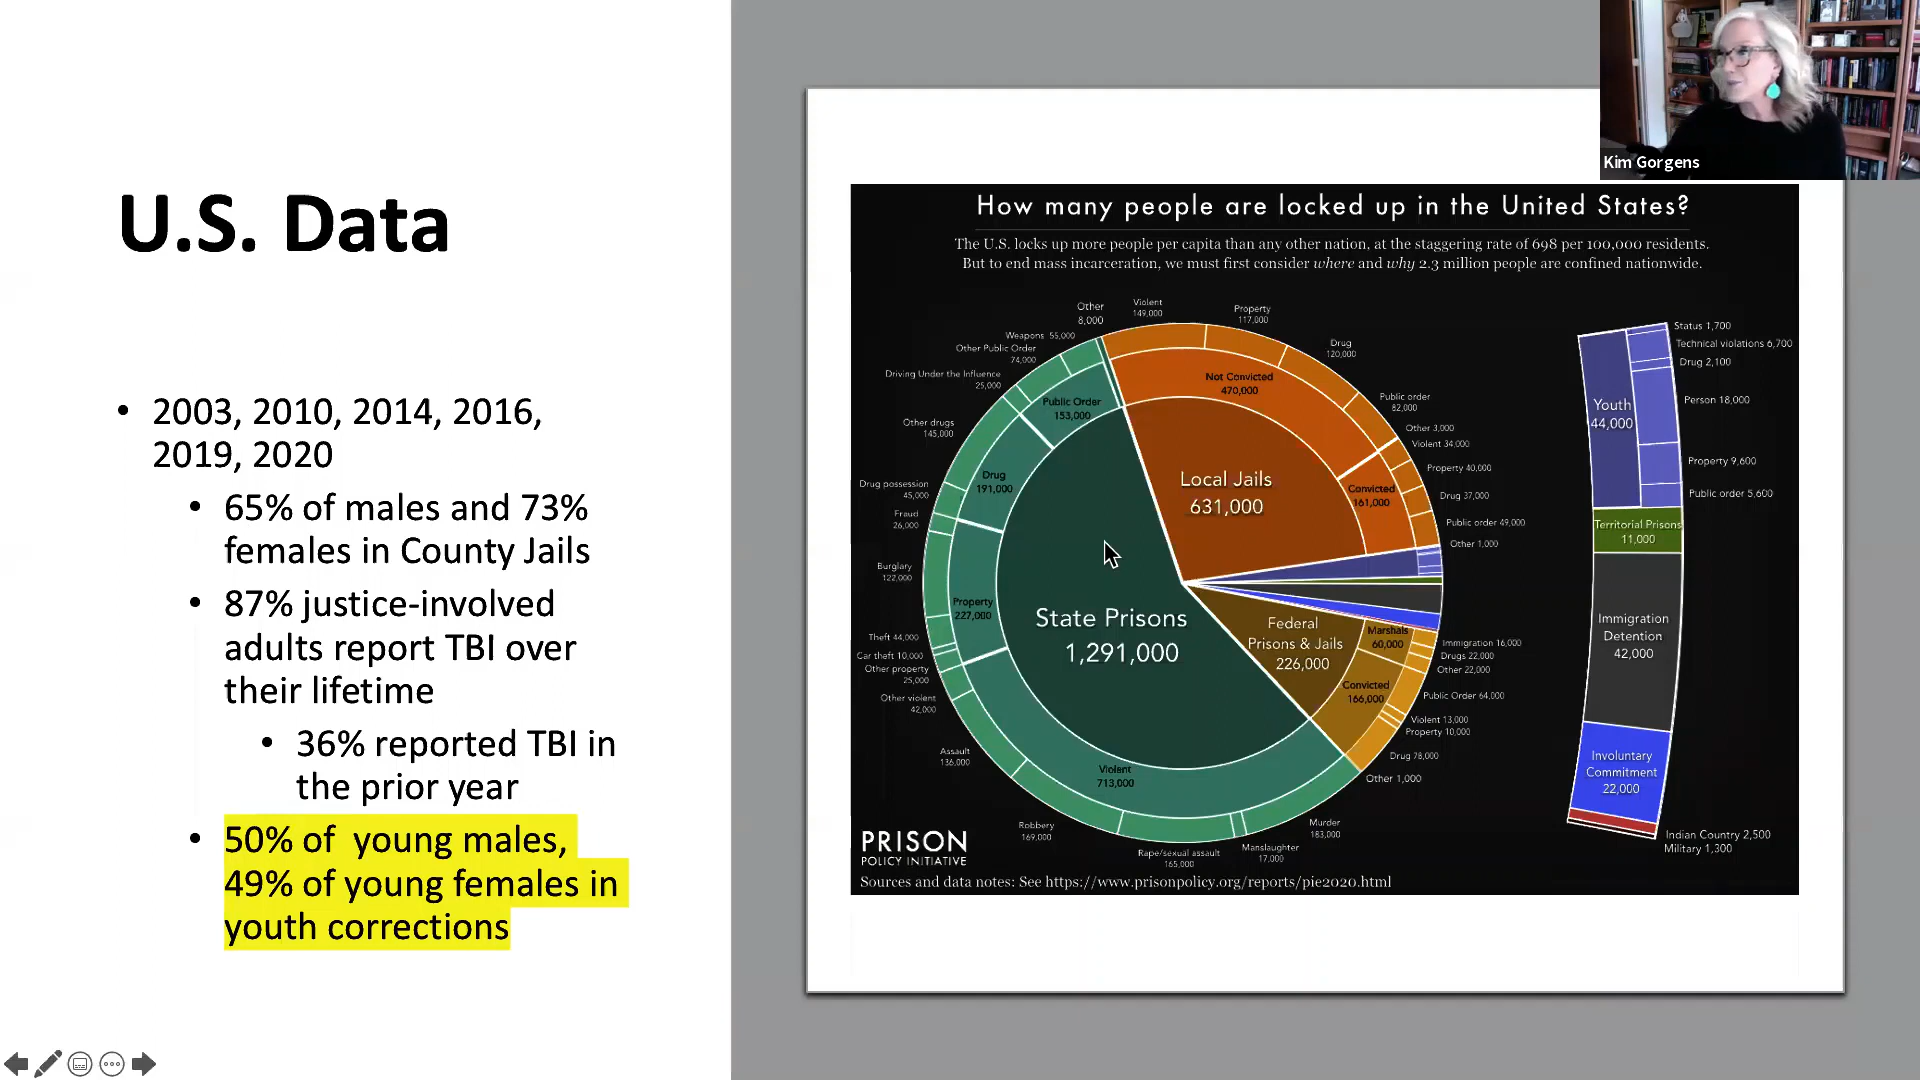 Kim Gorgens
U.S. Data
• 2003, 2010, 2014, 2016,
2019, 2020
• 65% of males and 73%
females in County Jails
• 87% justice-involved
adults report TBI over
their lifetime
• 36% reported TBI in
the prior year
• 50% of  young males,
49% of young females in
youth corrections
How many people are locked up in the United States?
The U.S. locks up more people per capita than any other nation, at the staggering rate of 698 per 100,000 residents.
But to end mass incarceration, we must first consider where and why 2.3 million people are confined nationwide.
State Prisons
1,291,000
Public Order
153,000
Other
8,000
Weapons 55,000
Other Public Order
74,000
Driving Under the Influence
25,000
Drug
191,000
Other drugs
145,000
Drug possession
45,000
Property
227,000
Fraud
26,000
Burglary
122,000
Theft 44,000
Car theft 10,000
Other property
25,000
Violent
713,000
Other violent
42,000
Assault
136,000
Robbery
169,000
Rape/sexual assault
165,000
Manslaughter
17,000
Murder
183,000
Local Jails
631,000
Not Convicted
470,000
Violent
149,000
Property
117,000
Drug
120,000
Public order
82,000
Other 3,000
Convicted
161,000
Violent 34,000
Property 40,000
Drug 37,000
Public order 49,000
Other 1,000
Federal
Prisons & Jails
226,000
Marshals
60,000
Immigration 16,000
Drugs 22,000
Other 22,000
Convicted
166,000
Public Order 64,000
Violent 13,000
Property 10,000
Drug 78,000
Other 1,000
Youth
44,000
Status 1,700
Technical violations 6,700
Drug 2,100
Person 18,000
Property 9,600
Public order 5,600
Territorial Prisons
11,000
Immigration
Detention
42,000
Involuntary
Commitment
22,000
Indian Country 2,500
Military 1,300
PRISON
POLICY INITIATIVE
Sources and data notes: See https://www.prisonpolicy.org/reports/pie2020.html